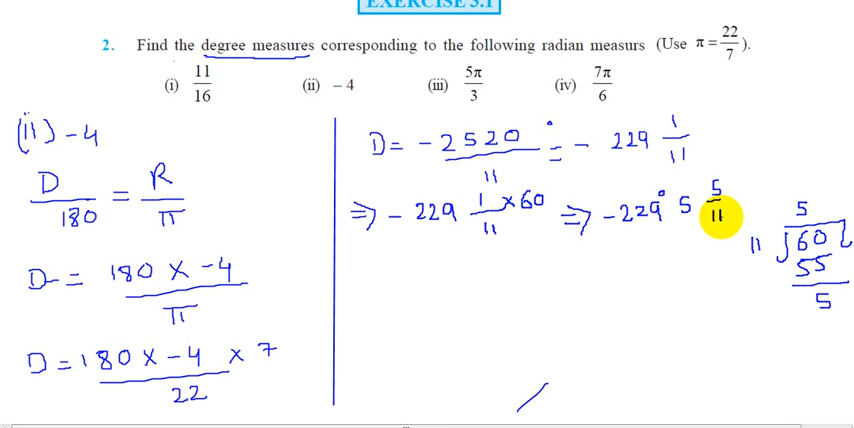 EXERCISE 3.1
2. Find the degree measures corresponding to the following radian measurs (Use π = 22/7).
(i) 11/16 (ii) – 4 (iii) 5π/3 (iv) 7π/6
(ii) -4
D/180 = R/π
D = 180 × -4/π
D = 180 × -4 × 7/22
D = -2520°/11 = - 229 1/11
⇒ - 229 1/11 × 60 ⇒ - 229° 5 5/11
5
11 60
55
5